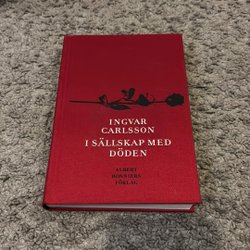 INGVAR
CARLSSON
I SÄLLSKAP MED
DÖDEN
ALBERT
BONNIERS
FÖRLAG